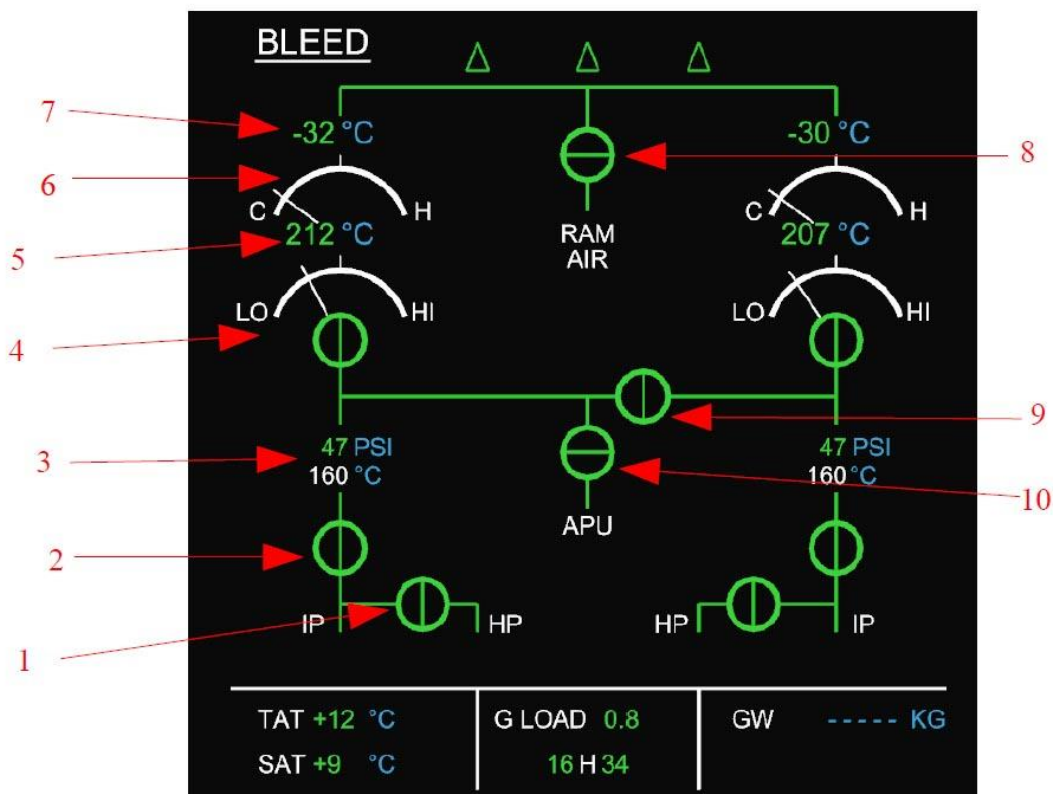 BLEED
7
-32 °C
-30 °C
8
6
C
H
C
H
5
212 °C
RAM
AIR
207 °C
4
LO
HI
LO
HI
9
3
47 PSI
160 °C
47 PSI
160 °C
10
APU
2
1
IP
HP
HP
IP
TAT +12 °C
G LOAD 0.8
GW ----- KG
SAT +9 °C
16 H 34